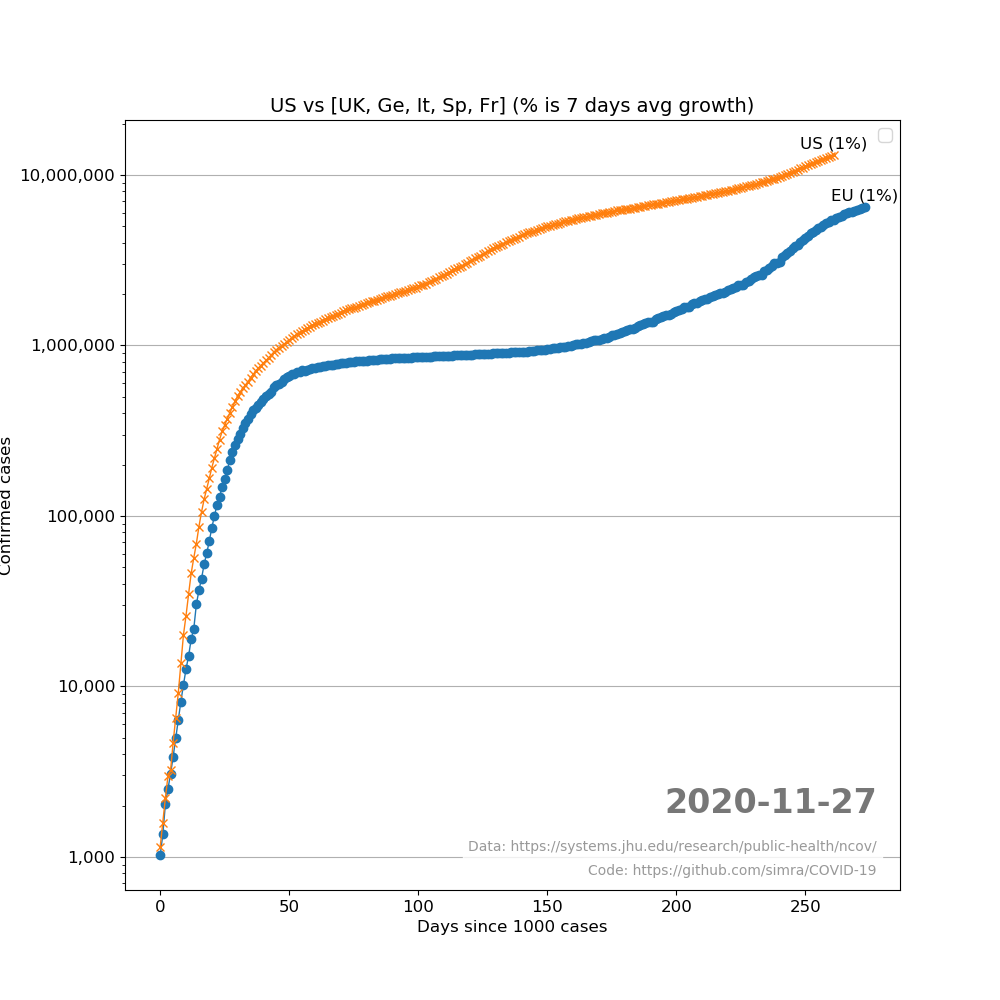 US vs [UK, Ge, It, Sp, Fr] (% is 7 days avg growth)
US (1%)
EU (1%)
10,000,000
1,000,000
100,000
10,000
1,000
Confirmed cases
2020-11-27
Data: https://systems.jhu.edu/research/public-health/ncov/
Code: https://github.com/simra/COVID-19
0 50 100 150 200 250
Days since 1000 cases